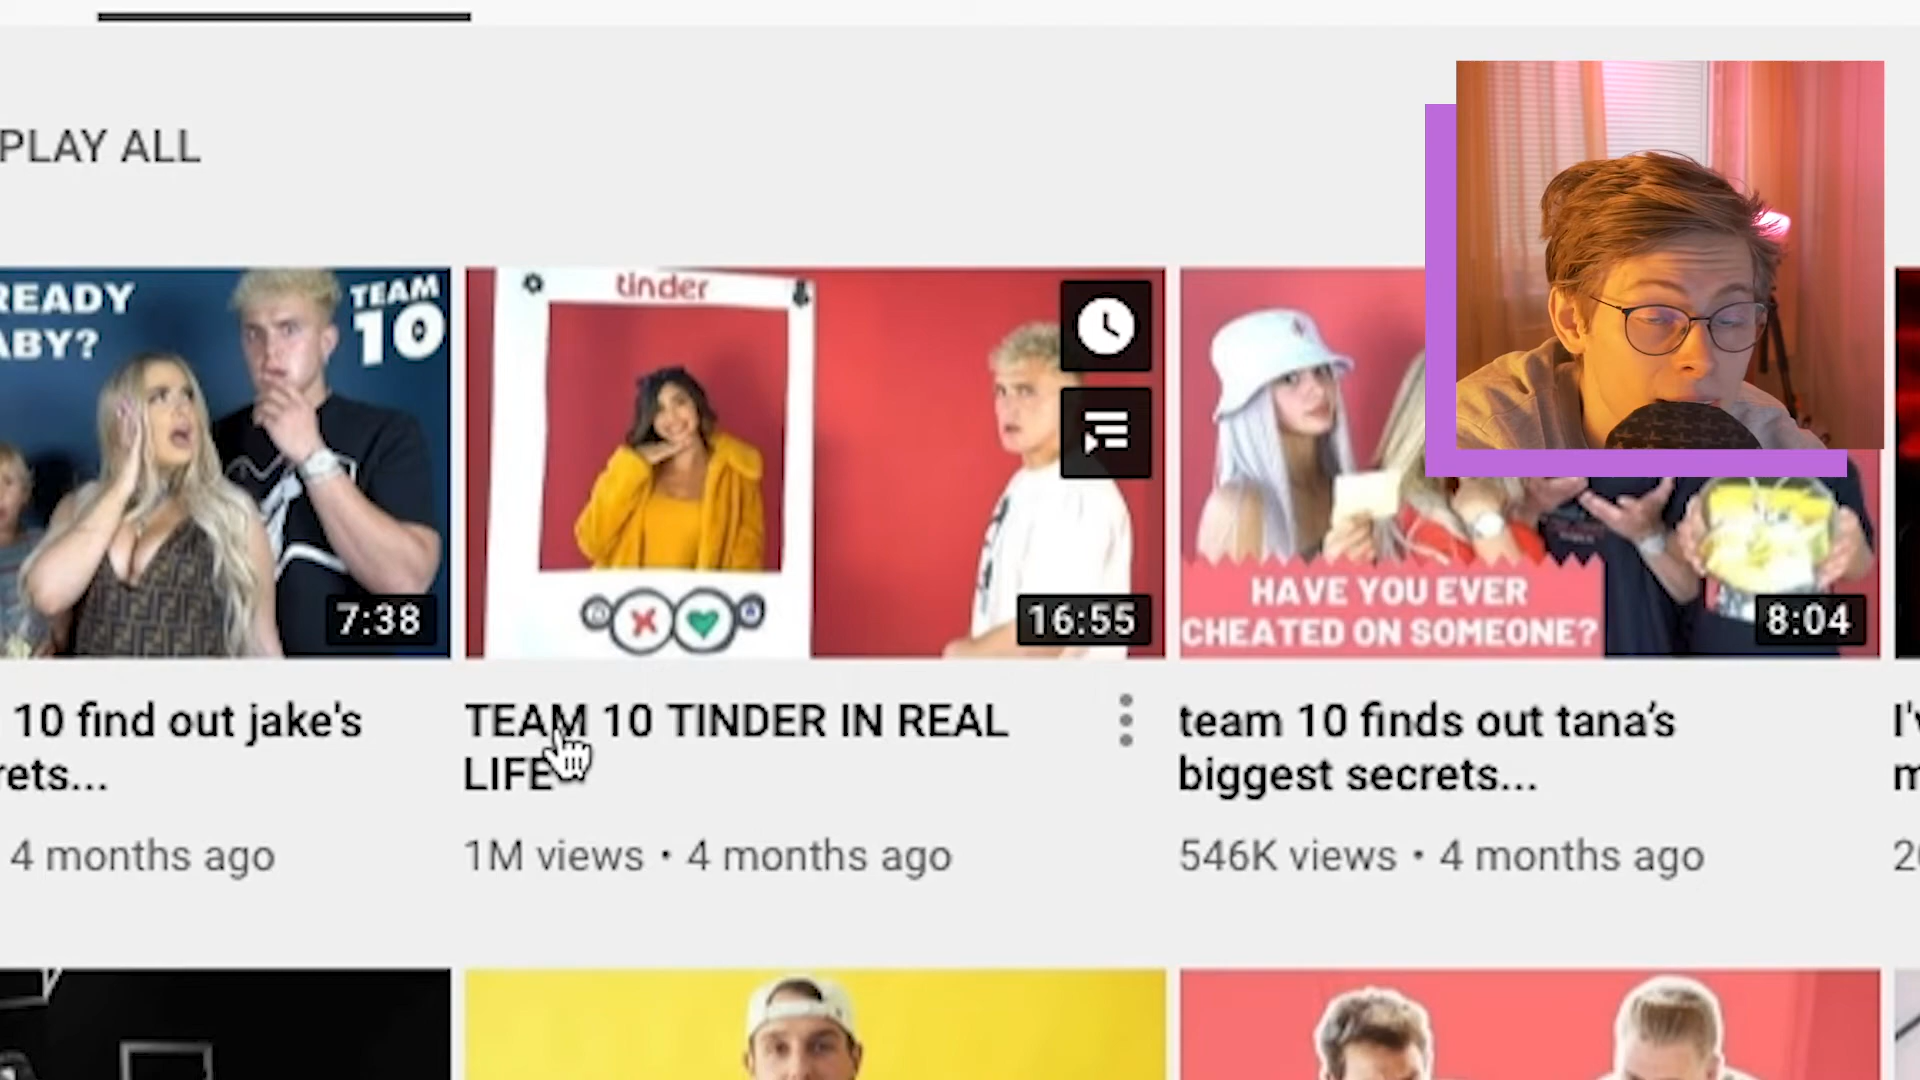 PLAY ALL
READY
ABY?
TEAM
10
7:38
tinder
16:55
HAVE YOU EVER
CHEATED ON SOMEONE?
8:04
10 find out jake's
rets...
4 months ago
TEAM 10 TINDER IN REAL
LIFE
1M views • 4 months ago
team 10 finds out tana’s
biggest secrets...
546K views • 4 months ago